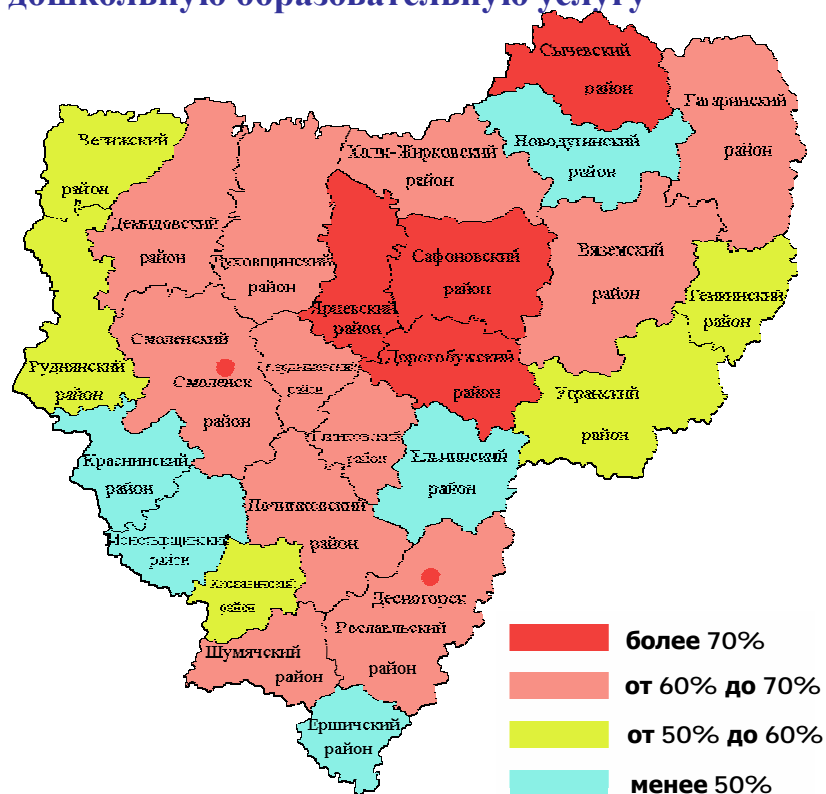 дошкольную образовательную услугу
Сычевский
район
Гагаринский
район
Новодугинский
район
Велижский
район
Холм-Жирковский
район
Демидовский
район
Духовщинский
район
Сафоновский
район
Вяземский
район
Темкинский
район
Ярцевский
район
Смоленский
Смоленск
район
Дорогобужский
район
Руднянский
район
Угранский
район
район
Глинковский
район
Ельнинский
район
Краснинский
район
Починковский
район
Монастырщинский
район
район
Десногорск
Рославльский
район
Шумячский
район
Ершичский
район
более 70%
от 60% до 70%
от 50% до 60%
менее 50%